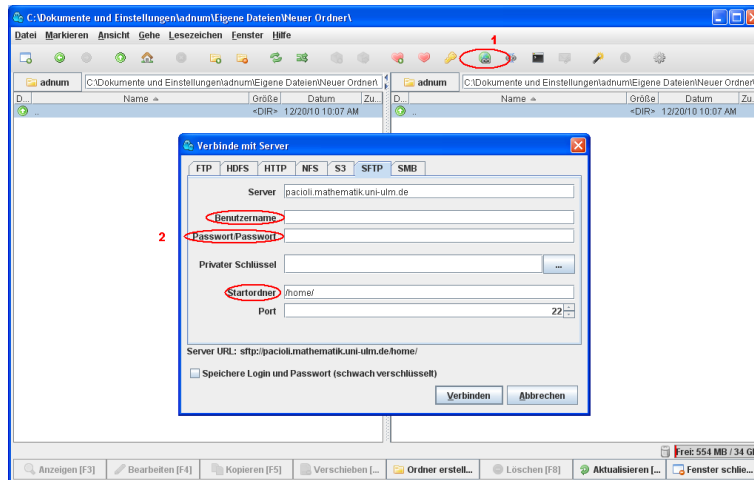 C:\Dokumente und Einstellungen\adnum\Eigene Dateien\Neuer Ordner\
Datei Markieren Ansicht Gehe Lesezeichen Fenster Hilfe
1
adnum C:\Dokumente und Einstellungen\adnum\Eigene Dateien\Neuer Ordner\ adnum C:\Dokumente und Einstellungen\adnum\Eigene Dateien\Neuer Ordner\
D... Name Größe Datum Zu... D... Name Größe Datum Zu...
.. <DIR> 12/20/10 10:07 AM .. <DIR> 12/20/10 10:07 AM
Verbinde mit Server
FTP HDFS HTTP NFS S3 SFTP SMB
Server pacioli.mathematik.uni-ulm.de
Benutzername
2 Passwort/Passwort
Privater Schlüssel ...
Startordner /home/
Port 22
Server URL: sftp://pacioli.mathematik.uni-ulm.de/home/
Speichere Login und Passwort (schwach verschlüsselt)
Verbinden Abbrechen
Frei: 554 MB / 34 G
Anzeigen [F3] Bearbeiten [F4] Kopieren [F5] Verschieben [... Ordner erstell... Löschen [F8] Aktualisieren [... Fenster schlie...